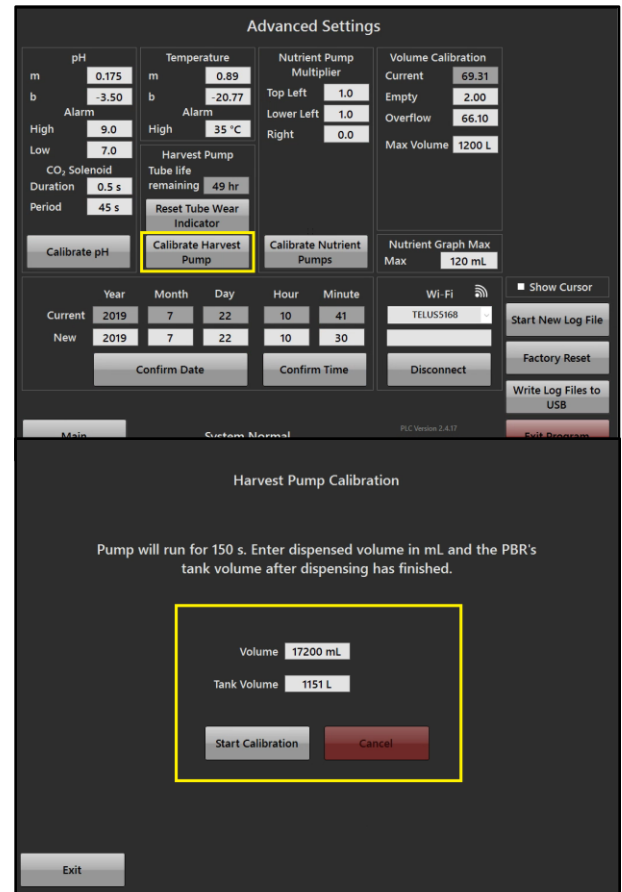 Advanced Settings
pH
m 0.175
b -3.50
Alarm
High 9.0
Low 7.0
CO₂ Solenoid
Duration 0.5 s
Period 45 s
Calibrate pH
Temperature
m 0.89
b -20.77
Alarm
High 35 °C
Harvest Pump
Tube life
remaining 49 hr
Reset Tube Wear
Indicator
Calibrate Harvest
Pump
Nutrient Pump
Multiplier
Top Left 1.0
Lower Left 1.0
Right 0.0
Calibrate Nutrient
Pumps
Volume Calibration
Current 69.31
Empty 2.00
Overflow 66.10
Max Volume 1200 L
Nutrient Graph Max
Max 120 mL
Year Month Day Hour Minute
Current 2019 7 22 10 41
New 2019 7 22 10 30
Confirm Date Confirm Time
Wi-Fi
TELUS5168
Disconnect
Show Cursor
Start New Log File
Factory Reset
Write Log Files to
USB
Main System Normal PLC Version 2.4.17 Exit Program
Harvest Pump Calibration
Pump will run for 150 s. Enter dispensed volume in mL and the PBR's
tank volume after dispensing has finished.
Volume 17200 mL
Tank Volume 1151 L
Start Calibration Cancel
Exit